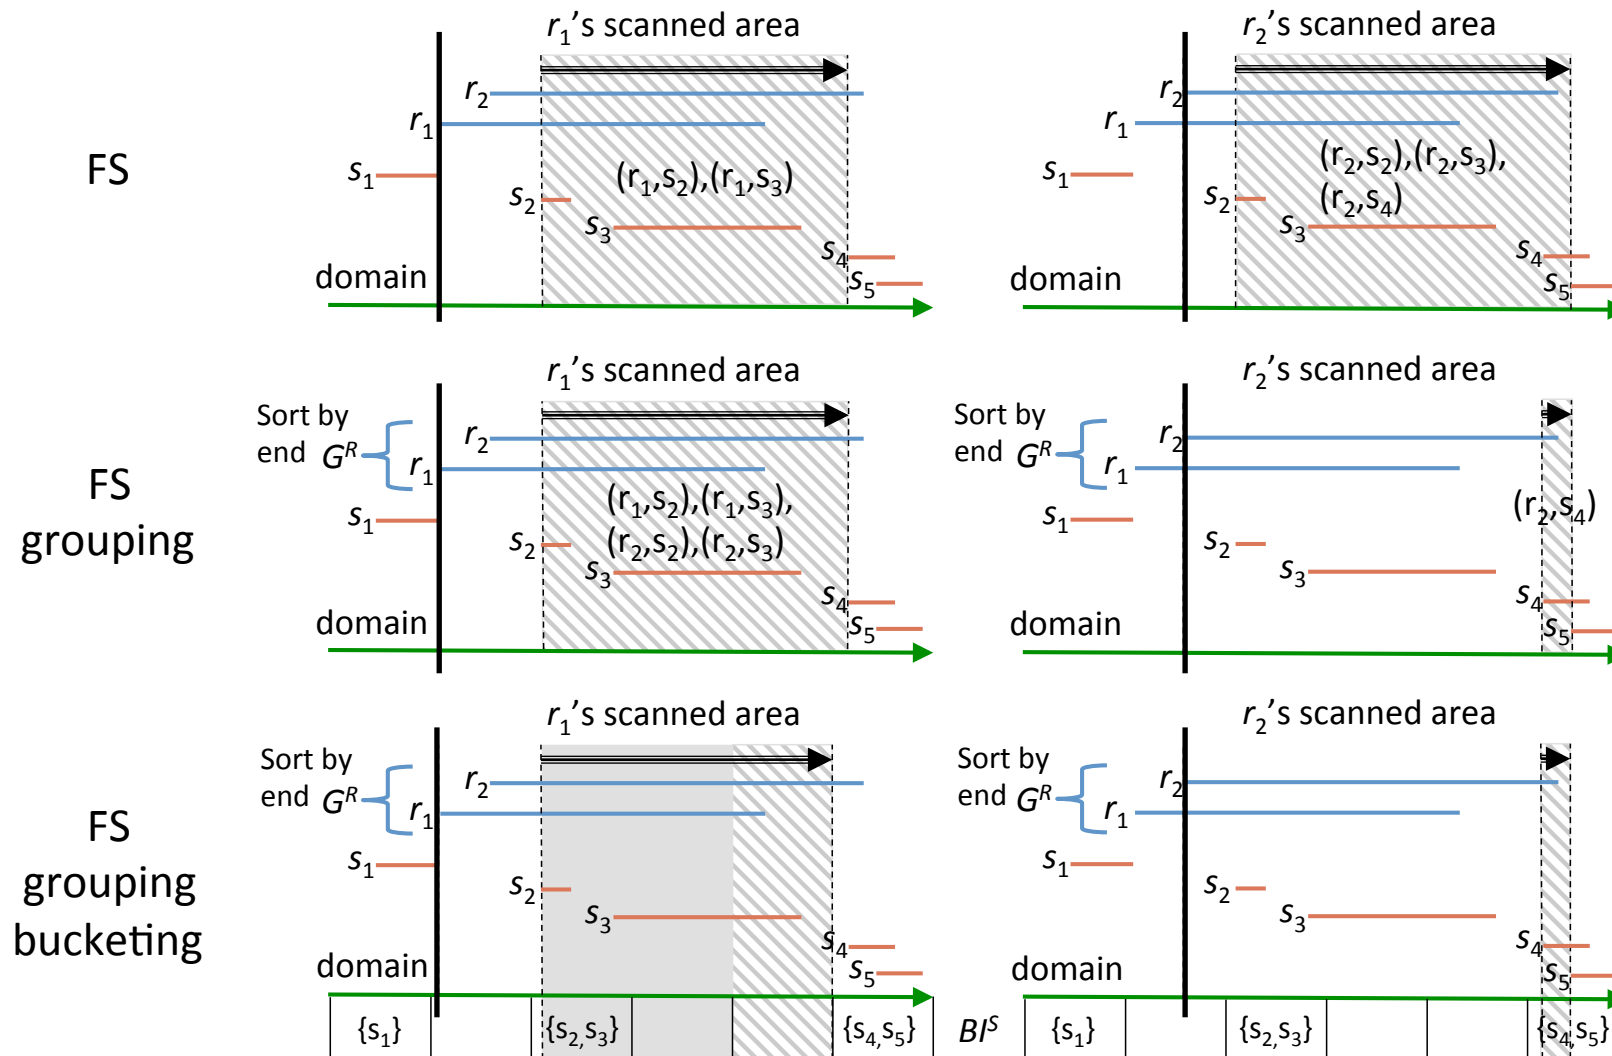 FS
r1's scanned area
r2
r1
s1
(r1,s2),(r1,s3)
s2
s3
s4
s5
domain
r2's scanned area
r2
r1
s1
(r2,s2),(r2,s3),
(r2,s4)
s2
s3
s4
s5
domain
FS
grouping
r1's scanned area
Sort by
end G^R
r2
r1
s1
(r1,s2),(r1,s3),
(r2,s2),(r2,s3)
s2
s3
s4
s5
domain
r2's scanned area
Sort by
end G^R
r2
r1
s1
(r2,s4)
s2
s3
s4
s5
domain
FS
grouping
bucketing
r1's scanned area
Sort by
end G^R
r2
r1
s1
s2
s3
s4
s5
domain
{s1} {s2,s3} {s4,s5}
r2's scanned area
Sort by
end G^R
r2
r1
s1
s2
s3
s4
s5
domain
BI^S {s1} {s2,s3} {s4,s5}